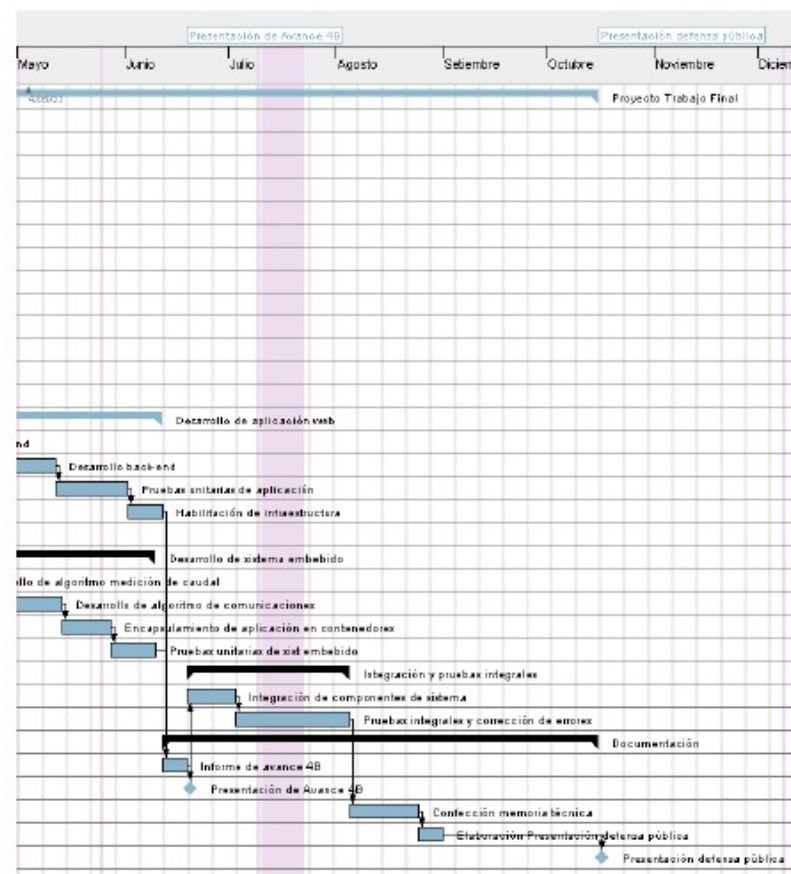 Presentación de Avance 4B
Presentación defensa pública
Mayo Junio Julio Agosto Setiembre Octubre Noviembre Diciem
Proyecto Trabajo Final
Desarrollo de aplicación web
nd
Desarrollo back-end
Pruebas unitarias de aplicación
Habilitación de infraestructura
Desarrollo de sistema embebido
llo de algoritmo medición de caudal
Desarrollo de algoritmo de comunicaciones
Encapsulamiento de aplicación en contenedores
Pruebas unitarias de sist embebido
Integración y pruebas integrales
Integración de componentes de sistema
Pruebas integrales y corrección de errores
Documentación
Informe de avance 4B
Presentación de Avance 4B
Confección memoria técnica
Elaboración Presentación defensa pública
Presentación defensa pública